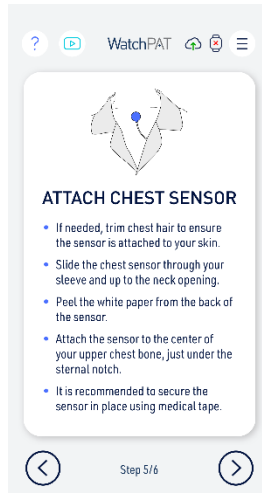 ?
WatchPAT
ATTACH CHEST SENSOR
• If needed, trim chest hair to ensure
the sensor is attached to your skin.
• Slide the chest sensor through your
sleeve and up to the neck opening.
• Peel the white paper from the back of
the sensor.
• Attach the sensor to the center of
your upper chest bone, just under the
sternal notch.
• It is recommended to secure the
sensor in place using medical tape.
Step 5/6